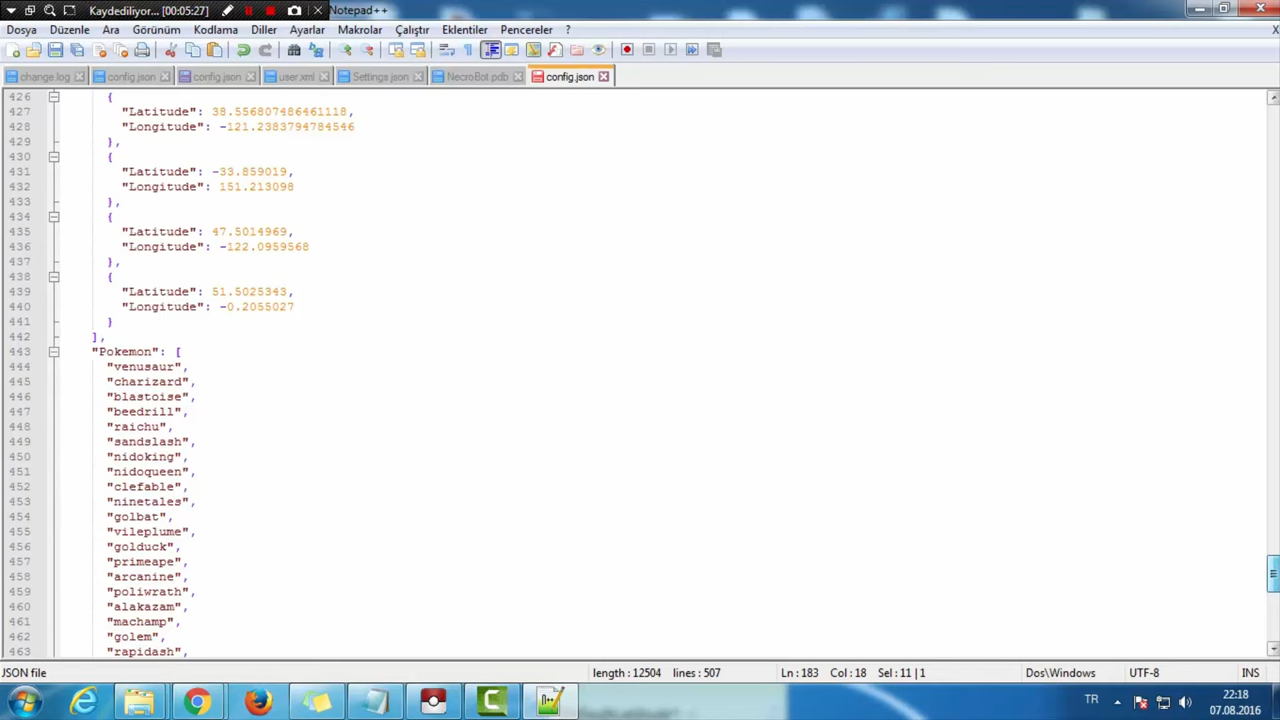 Kaydediliyor... [00:05:27]
Notepad++
Dosya Düzenle Ara Görünüm Kodlama Diller Ayarlar Makrolar Çalıştır Eklentiler Pencereler ? X
change.log config.json config.json user.xml Settings.json NecroBot.pdb config.json
426 {
427 "Latitude": 38.556807486461118,
428 "Longitude": -121.2383794784546
429 },
430 {
431 "Latitude": -33.859019,
432 "Longitude": 151.213098
433 },
434 {
435 "Latitude": 47.5014969,
436 "Longitude": -122.0959568
437 },
438 {
439 "Latitude": 51.5025343,
440 "Longitude": -0.2055027
441 }
442 ],
443 "Pokemon": [
444 "venusaur",
445 "charizard",
446 "blastoise",
447 "beedrill",
448 "raichu",
449 "sandslash",
450 "nidoking",
451 "nidoqueen",
452 "clefable",
453 "ninetales",
454 "golbat",
455 "vileplume",
456 "golduck",
457 "primeape",
458 "arcanine",
459 "poliwrath",
460 "alakazam",
461 "machamp",
462 "golem",
463 "rapidash",
JSON file length : 12504 lines : 507 Ln : 183 Col : 18 Sel : 11 | 1 Dos\Windows UTF-8 INS
TR 22:18
07.08.2016